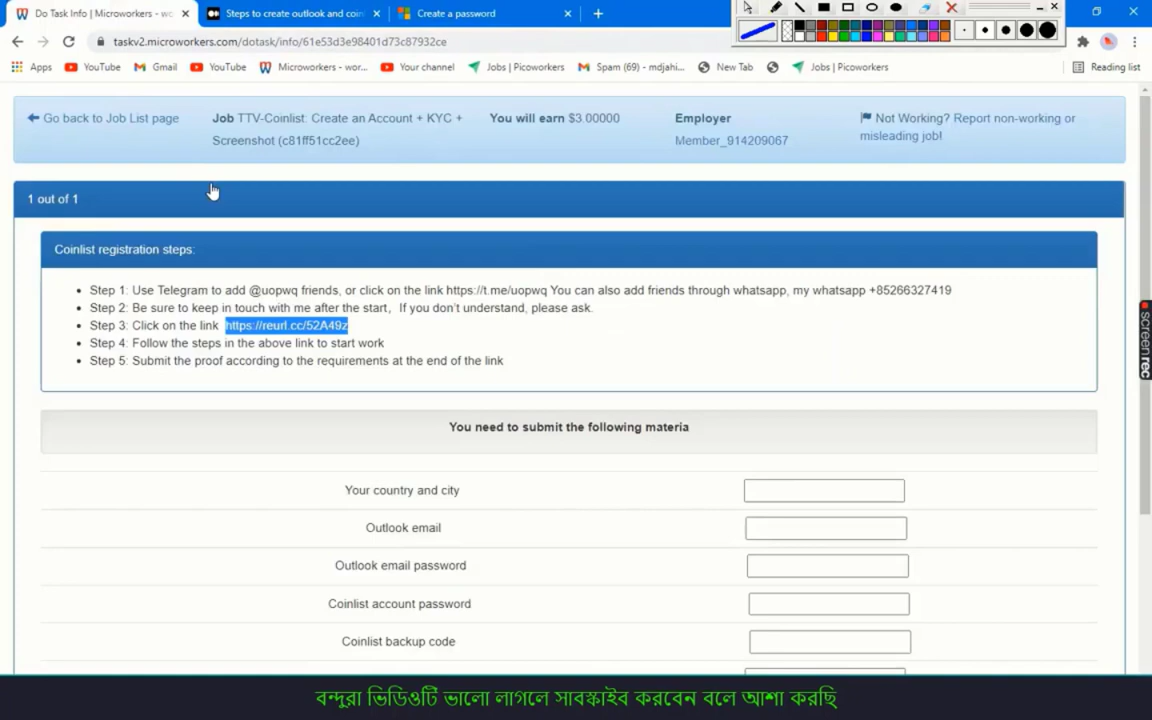 Do Task Info | Microworkers - wo
Steps to create outlook and coin
Create a password
taskv2.microworkers.com/dotask/info/61e53d3e98401d73c87932ce
Apps YouTube Gmail YouTube Microworkers - wor... Your channel Jobs | Picoworkers Spam (69) - mdjahi... New Tab Jobs | Picoworkers Reading list
Go back to Job List page
Job TTV-Coinlist: Create an Account + KYC +
Screenshot (c81ff51cc2ee)
You will earn $3.00000
Employer
Member_914209067
Not Working? Report non-working or
misleading job!
1 out of 1
Coinlist registration steps:
• Step 1: Use Telegram to add @uopwq friends, or click on the link https://t.me/uopwq You can also add friends through whatsapp, my whatsapp +85266327419
• Step 2: Be sure to keep in touch with me after the start，If you don't understand, please ask.
• Step 3: Click on the link https://reurl.cc/52A49z
• Step 4: Follow the steps in the above link to start work
• Step 5: Submit the proof according to the requirements at the end of the link
You need to submit the following materia
Your country and city
Outlook email
Outlook email password
Coinlist account password
Coinlist backup code
screenrec
বন্দুরা ভিডিওটি ভালো লাগলে সাবস্কাইব করবেন বলে আশা করছি